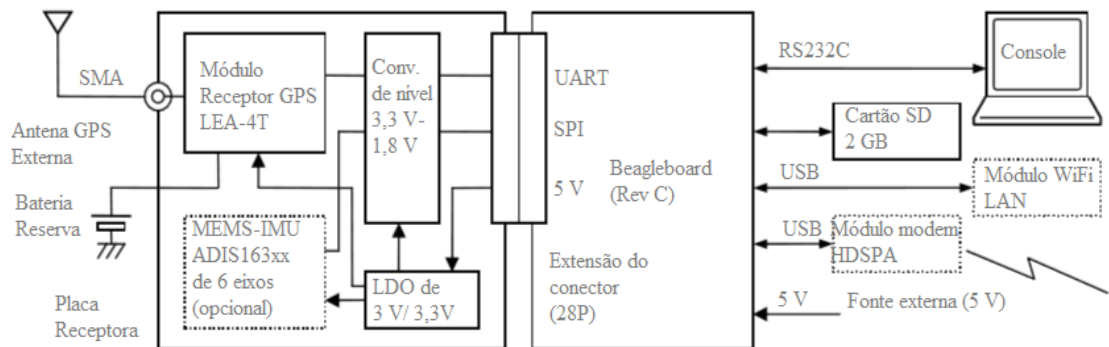 SMA
Antena GPS
Externa
Bateria
Reserva
Placa
Receptora
Módulo
Receptor GPS
LEA-4T
MEMS-IMU
ADIS163xx
de 6 eixos
(opcional)
Conv.
de nível
3,3 V-
1,8 V
LDO de
3 V/ 3,3V
UART
SPI
5 V
Beagleboard
(Rev C)
Extensão do
conector
(28P)
RS232C
Console
Cartão SD
2 GB
USB
Módulo WiFi
LAN
USB
Módulo modem
HDSPA
5 V
Fonte externa (5 V)